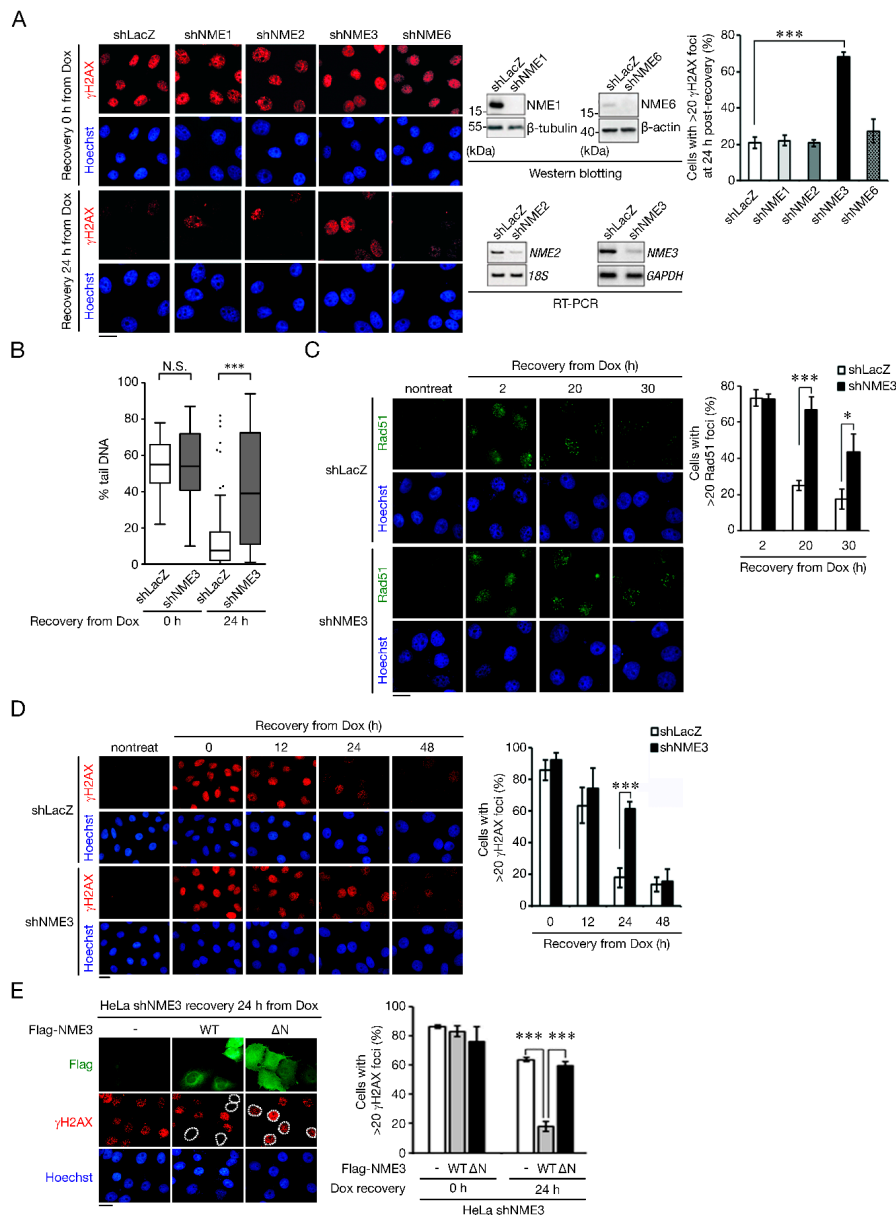 A
shLacZ shNME1 shNME2 shNME3 shNME6
Recovery 0 h from Dox
γH2AX
Hoechst
Recovery 24 h from Dox
γH2AX
Hoechst
shLacZ shNME1
15 NME1
55 β-tubulin
(kDa)
shLacZ shNME6
15 NME6
40 β-actin
(kDa)
Western blotting
shLacZ shNME2
NME2
18S
shLacZ shNME3
NME3
GAPDH
RT-PCR
Cells with >20 γH2AX foci
at 24 h post-recovery (%)
80
60
40
20
0
***
shLacZ shNME1 shNME2 shNME3 shNME6
B
% tail DNA
100
80
60
40
20
0
N.S. ***
shLacZ shNME3 shLacZ shNME3
Recovery from Dox 0 h 24 h
C
Recovery from Dox (h)
nontreat 2 20 30
shLacZ
Rad51
Hoechst
shNME3
Rad51
Hoechst
shLacZ
shNME3
Cells with
>20 Rad51 foci (%)
100
80
60
40
20
0
*** *
2 20 30
Recovery from Dox (h)
D
Recovery from Dox (h)
nontreat 0 12 24 48
shLacZ
γH2AX
Hoechst
shNME3
γH2AX
Hoechst
shLacZ
shNME3
Cells with
>20 γH2AX foci (%)
100
80
60
40
20
0
***
0 12 24 48
Recovery from Dox (h)
E
HeLa shNME3 recovery 24 h from Dox
Flag-NME3 - WT ΔN
Flag
γH2AX
Hoechst
Cells with
>20 γH2AX foci (%)
100
80
60
40
20
0
*** ***
Flag-NME3 - WT ΔN - WT ΔN
Dox recovery 0 h 24 h
HeLa shNME3